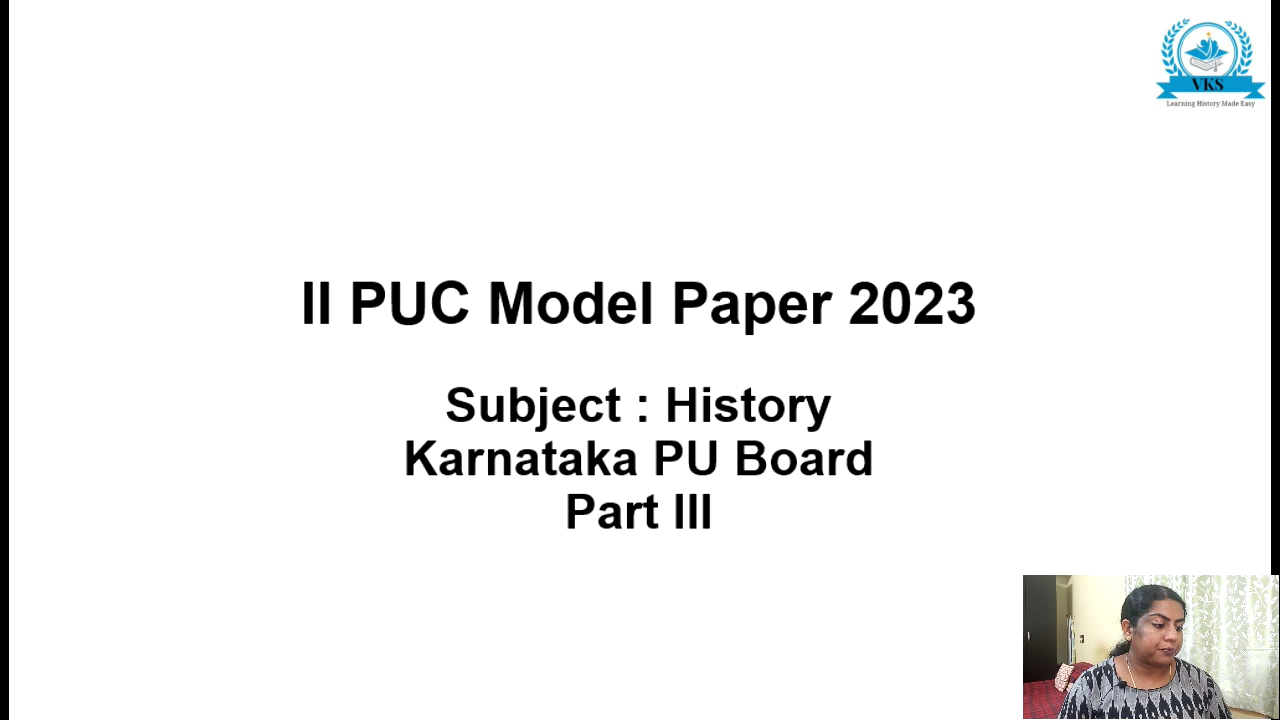 VKS
Learning History Made Easy
II PUC Model Paper 2023
Subject : History
Karnataka PU Board
Part III